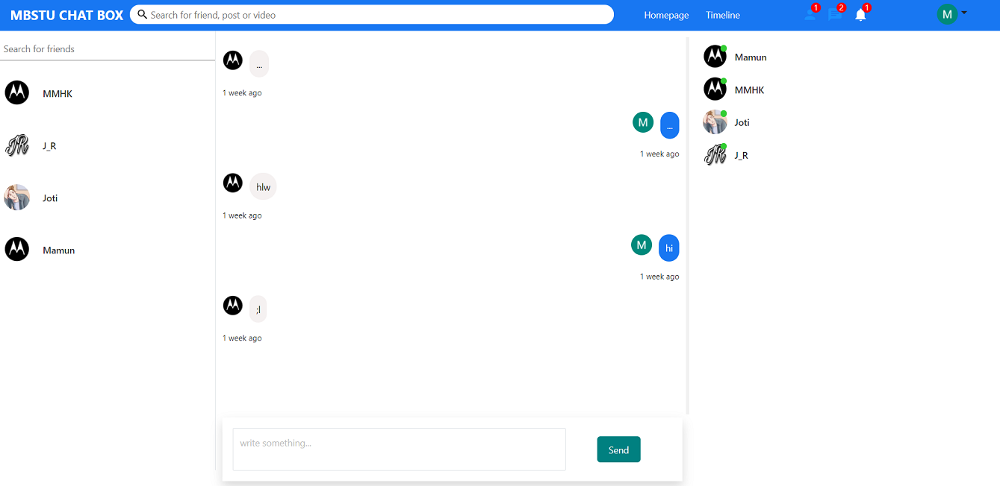 MBSTU CHAT BOX
Search for friend, post or video
Homepage
Timeline
1
2
1
M
Search for friends
MMHK
J_R
Joti
Mamun
...
1 week ago
M
...
1 week ago
hlw
1 week ago
M
hi
1 week ago
;l
1 week ago
write something...
Send
Mamun
MMHK
Joti
J_R